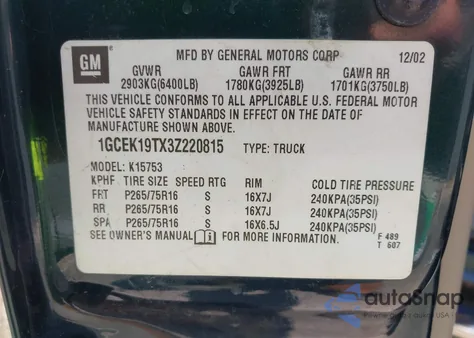 GM
MFD BY GENERAL MOTORS CORP 12/02
GVWR GAWR FRT GAWR RR
2903KG(6400LB) 1780KG(3925LB) 1701KG(3750LB)
THIS VEHICLE CONFORMS TO ALL APPLICABLE U.S. FEDERAL MOTOR
VEHICLE SAFETY STANDARDS IN EFFECT ON THE DATE OF
MANUFACTURE SHOWN ABOVE.
1GCEK19TX3Z220815 TYPE: TRUCK
MODEL: K15753
KPHF TIRE SIZE SPEED RTG RIM COLD TIRE PRESSURE
FRT P265/75R16 S 16X7J 240KPA(35PSI)
RR P265/75R16 S 16X7J 240KPA(35PSI)
SPA P265/75R16 S 16X6.5J 240KPA(35PSI)
SEE OWNER'S MANUAL i FOR MORE INFORMATION. F 489
T 607
autoSnap